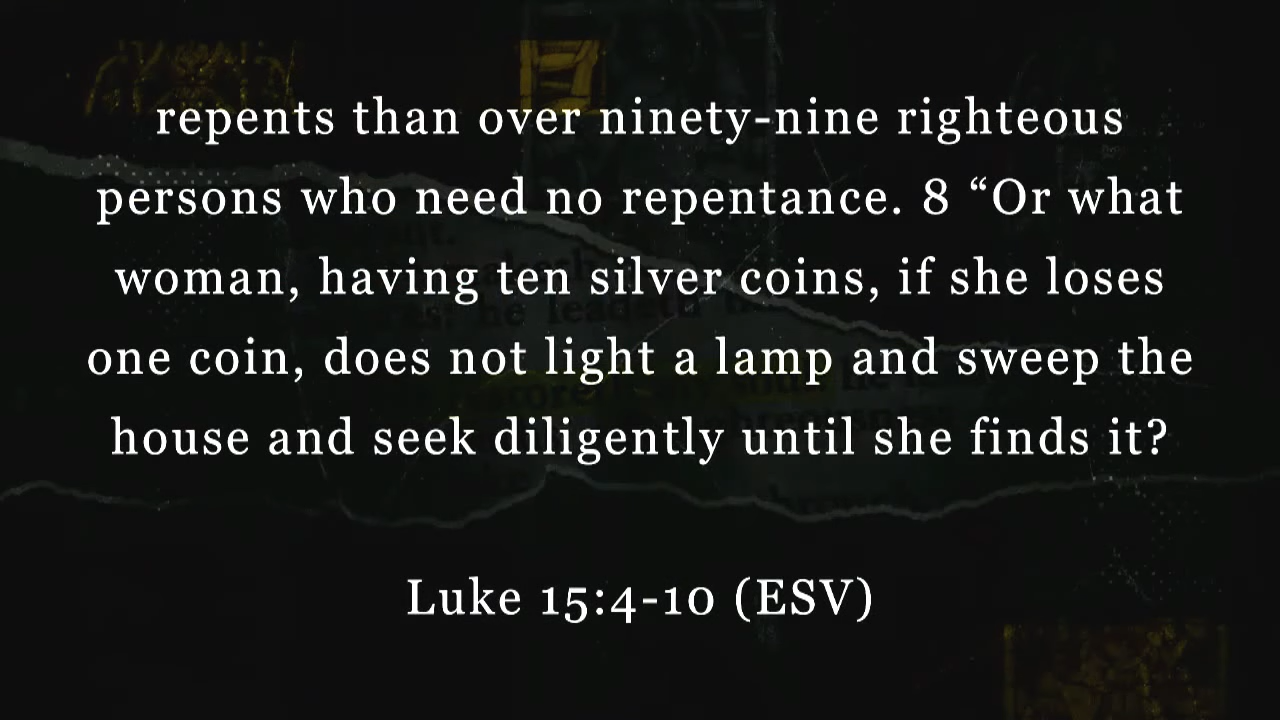 repents than over ninety-nine righteous
persons who need no repentance. 8 “Or what
woman, having ten silver coins, if she loses
one coin, does not light a lamp and sweep the
house and seek diligently until she finds it?
Luke 15:4-10 (ESV)